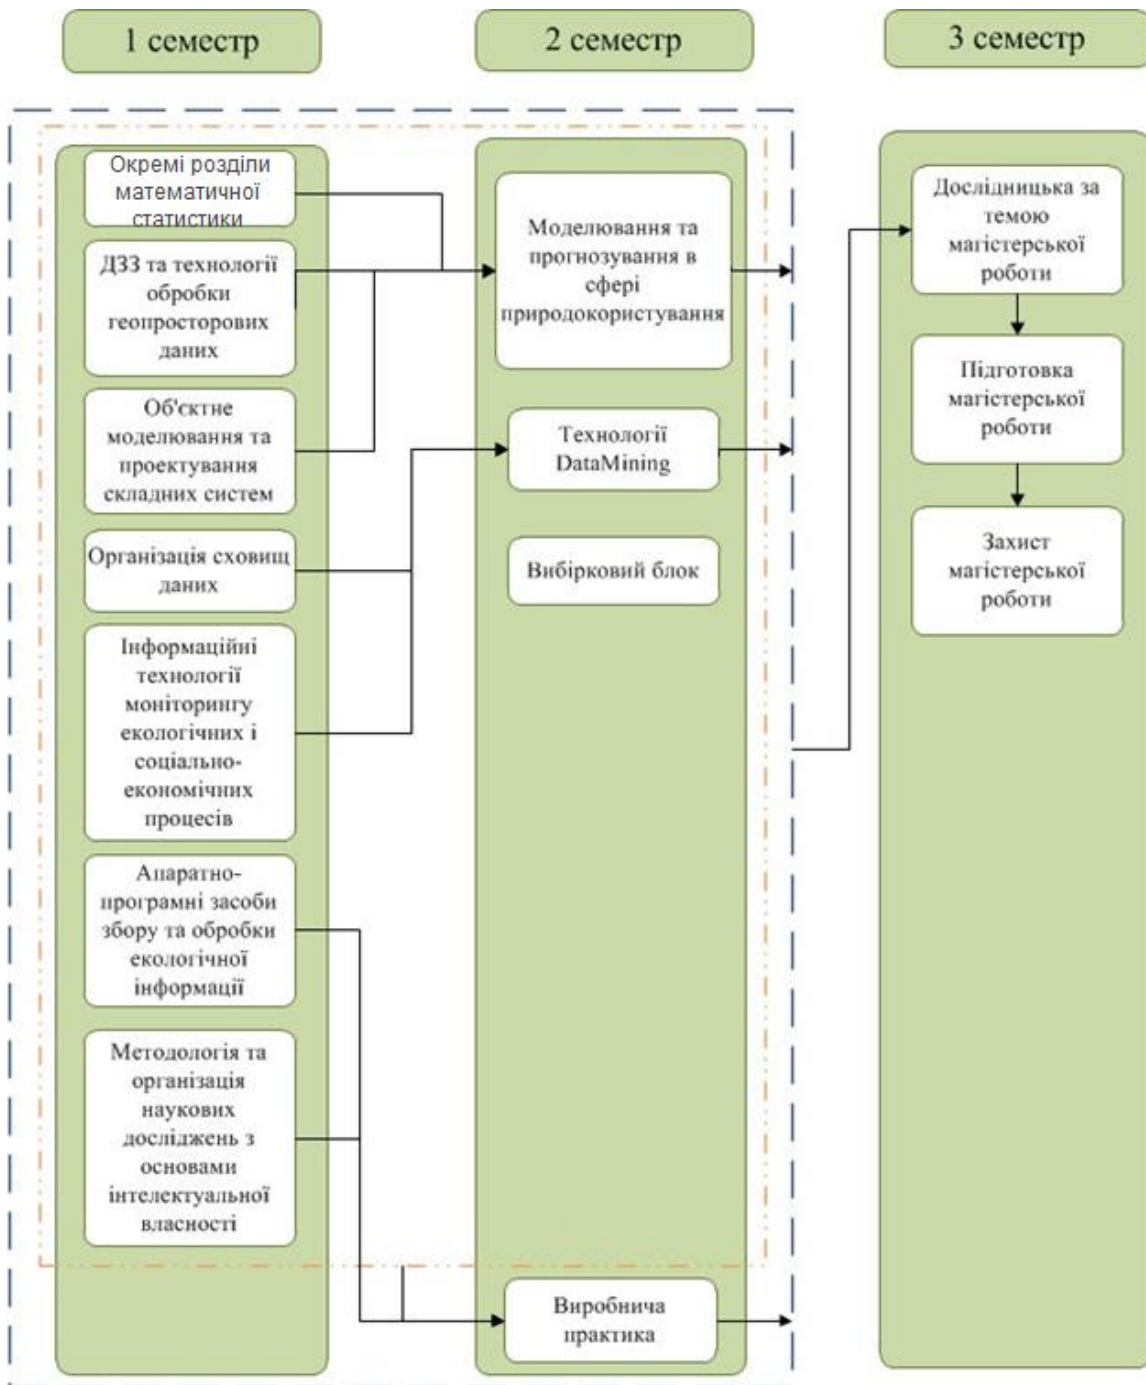 1 семестр
2 семестр
3 семестр
Окремі розділи
математичної
статистики
ДЗЗ та технології
обробки
геопросторових
даних
Об'єктне
моделювання та
проектування
складних систем
Організація сховищ
даних
Інформаційні
технології
моніторингу
екологічних і
соціально-
економічних
процесів
Апаратно-
програмні засоби
збору та обробки
екологічної
інформації
Методологія та
організація
наукових
досліджень з
основами
інтелектуальної
власності
Моделювання та
прогнозування в
сфері
природокористування
Технології
DataMining
Вибірковий блок
Виробнича
практика
Дослідницька за
темою
магістерської
роботи
Підготовка
магістерської
роботи
Захист
магістерської
роботи